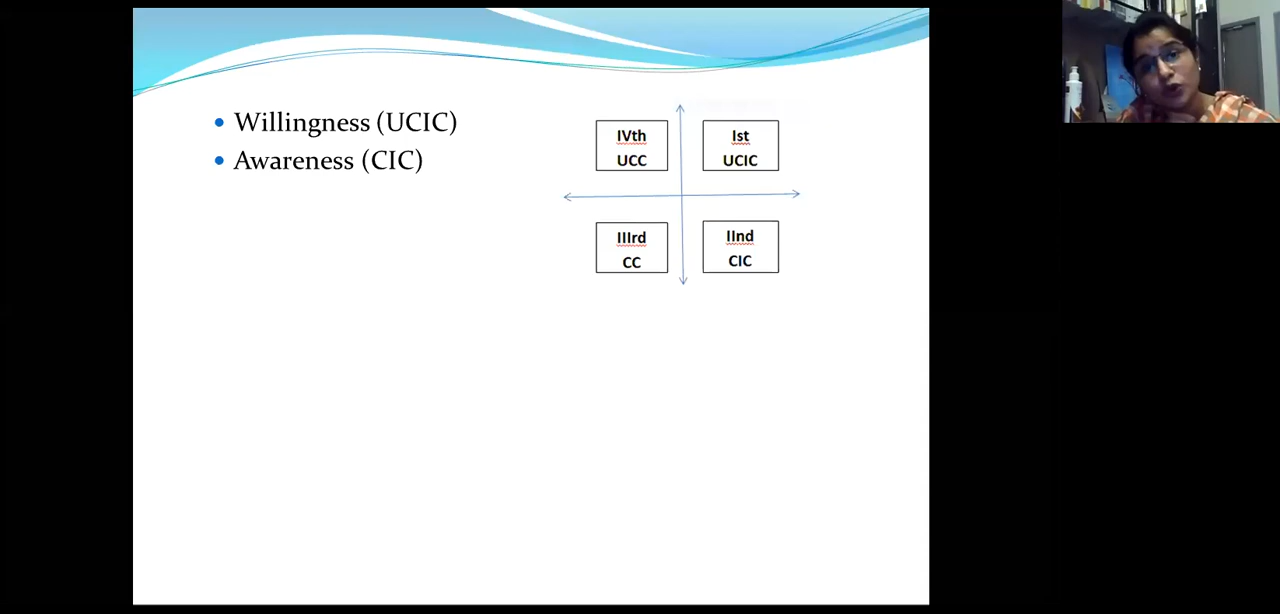 Willingness (UCIC)
Awareness (CIC)
IVth
UCC
Ist
UCIC
IIIrd
CC
IInd
CIC